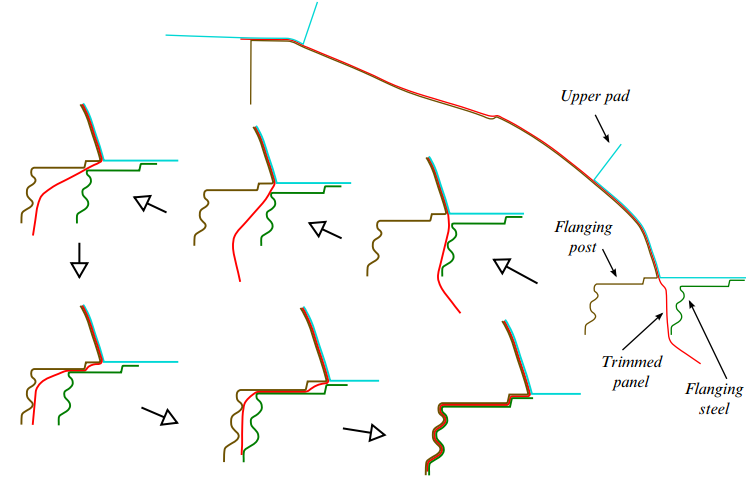 Upper pad
Flanging
post
Trimmed
panel
Flanging
steel